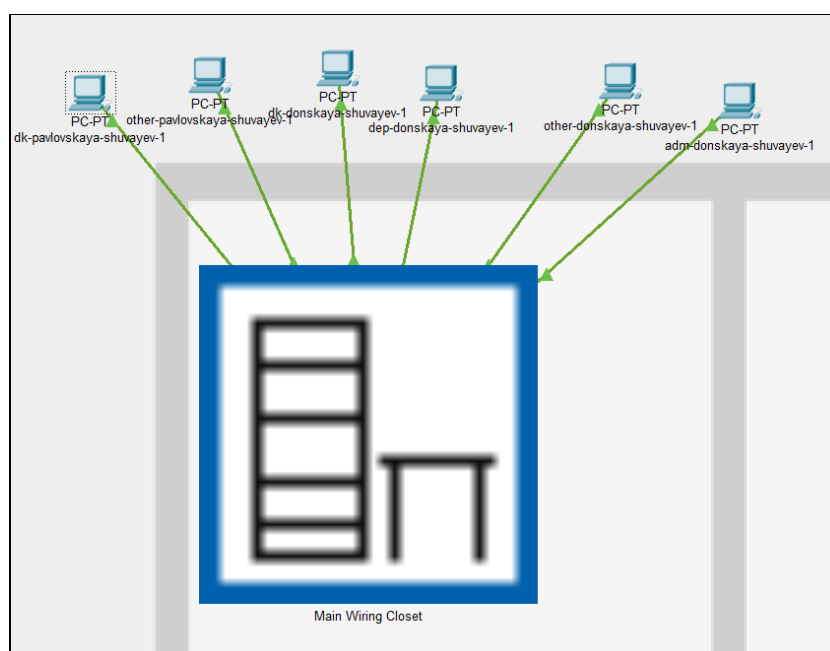 PC-PT
dk-pavlovskaya-shuvayev-1
PC-PT
other-pavlovskaya-shuvayev-1
PC-PT
dk-donskaya-shuvayev-1
PC-PT
dep-donskaya-shuvayev-1
PC-PT
other-donskaya-shuvayev-1
PC-PT
adm-donskaya-shuvayev-1
Main Wiring Closet